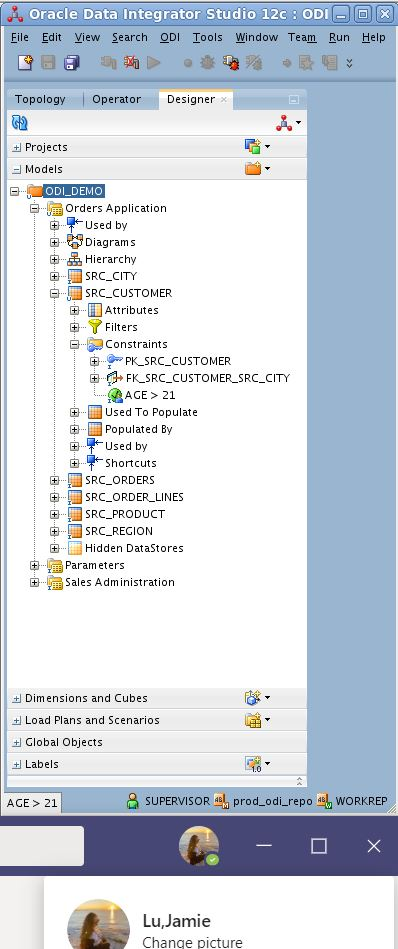 Oracle Data Integrator Studio 12c : ODI
File Edit View Search ODI Tools Window Team Run Help
Topology Operator Designer
Projects
Models
ODI_DEMO
Orders Application
Used by
Diagrams
Hierarchy
SRC_CITY
SRC_CUSTOMER
Attributes
Filters
Constraints
PK_SRC_CUSTOMER
FK_SRC_CUSTOMER_SRC_CITY
AGE > 21
Used To Populate
Populated By
Used by
Shortcuts
SRC_ORDERS
SRC_ORDER_LINES
SRC_PRODUCT
SRC_REGION
Hidden DataStores
Parameters
Sales Administration
Dimensions and Cubes
Load Plans and Scenarios
Global Objects
Labels
1.0
AGE > 21 SUPERVISOR prod_odi_repo WORKREP
Lu,Jamie
Change picture